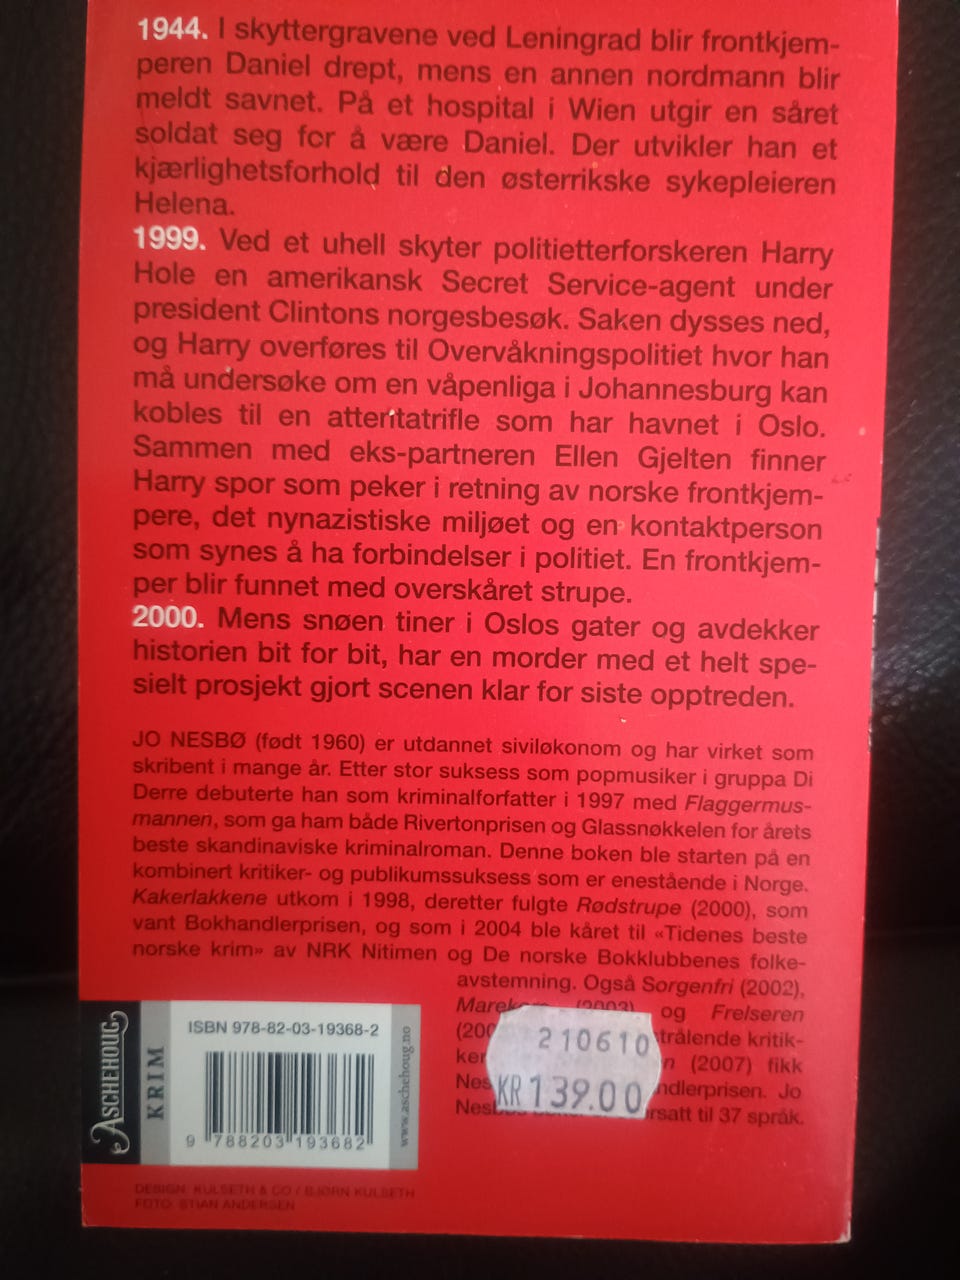 1944. I skyttergravene ved Leningrad blir frontkjem-
peren Daniel drept, mens en annen nordmann blir
meldt savnet. På et hospital i Wien utgir en såret
soldat seg for å være Daniel. Der utvikler han et
kjærlighetsforhold til den østerrikske sykepleieren
Helena.
1999. Ved et uhell skyter politietterforskeren Harry
Hole en amerikansk Secret Service-agent under
president Clintons norgesbesøk. Saken dysses ned,
og Harry overføres til Overvåkningspolitiet hvor han
må undersøke om en våpenliga i Johannesburg kan
kobles til en attentatrifle som har havnet i Oslo.
Sammen med eks-partneren Ellen Gjelten finner
Harry spor som peker i retning av norske frontkjem-
pere, det nynazistiske miljøet og en kontaktperson
som synes å ha forbindelser i politiet. En frontkjem-
per blir funnet med overskåret strupe.
2000. Mens snøen tiner i Oslos gater og avdekker
historien bit for bit, har en morder med et helt spe-
sielt prosjekt gjort scenen klar for siste opptreden.
JO NESBØ (født 1960) er utdannet siviløkonom og har virket som
skribent i mange år. Etter stor suksess som popmusiker i gruppa Di
Derre debuterte han som kriminalforfatter i 1997 med Flaggermus-
mannen, som ga ham både Rivertonprisen og Glassnøkkelen for årets
beste skandinaviske kriminalroman. Denne boken ble starten på en
kombinert kritiker- og publikumssuksess som er enestående i Norge.
Kakerlakkene utkom i 1998, deretter fulgte Rødstrupe (2000), som
vant Bokhandlerprisen, og som i 2004 ble kåret til «Tidenes beste
norske krim» av NRK Nitimen og De norske Bokklubbenes folke-
avstemning. Også Sorgenfri (2002),
(2003) og Frelseren
strålende kritik-
ker (2007) fikk
Jo
til 37 språk.
210610
KR 139.00
ASCHEHOUG
KRIM
ISBN 978-82-03-19368-2
9 788203 193682
www.aschehoug.no
DESIGN: KULSETH & CO / BJØRN KULSETH
FOTO: STIAN ANDERSEN